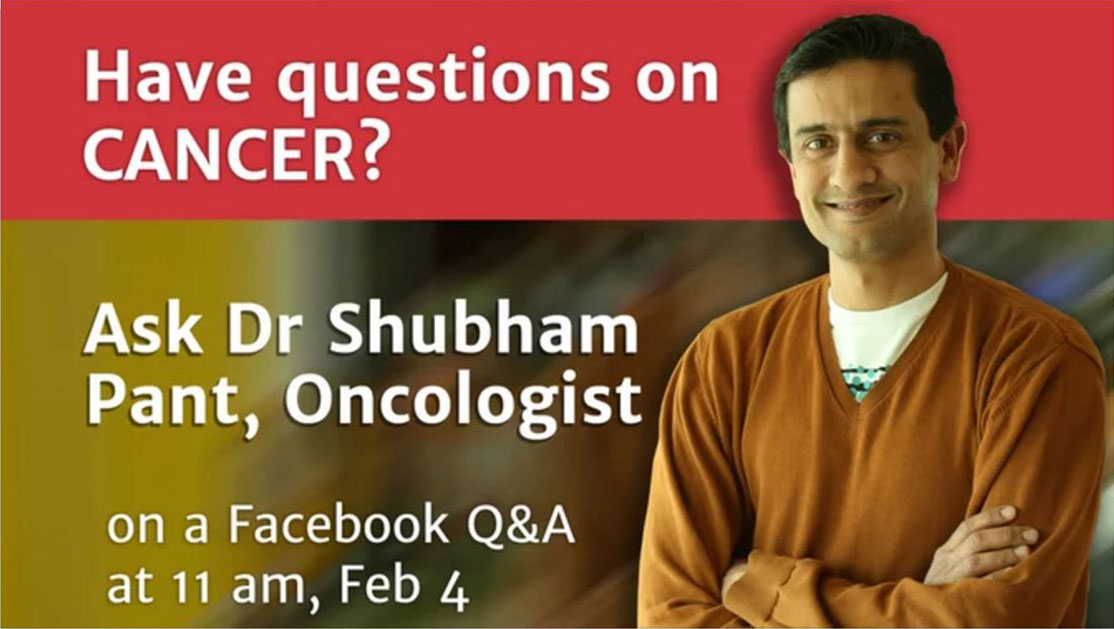 Have questions on
CANCER?
Ask Dr Shubham
Pant, Oncologist
on a Facebook Q&A
at 11 am, Feb 4